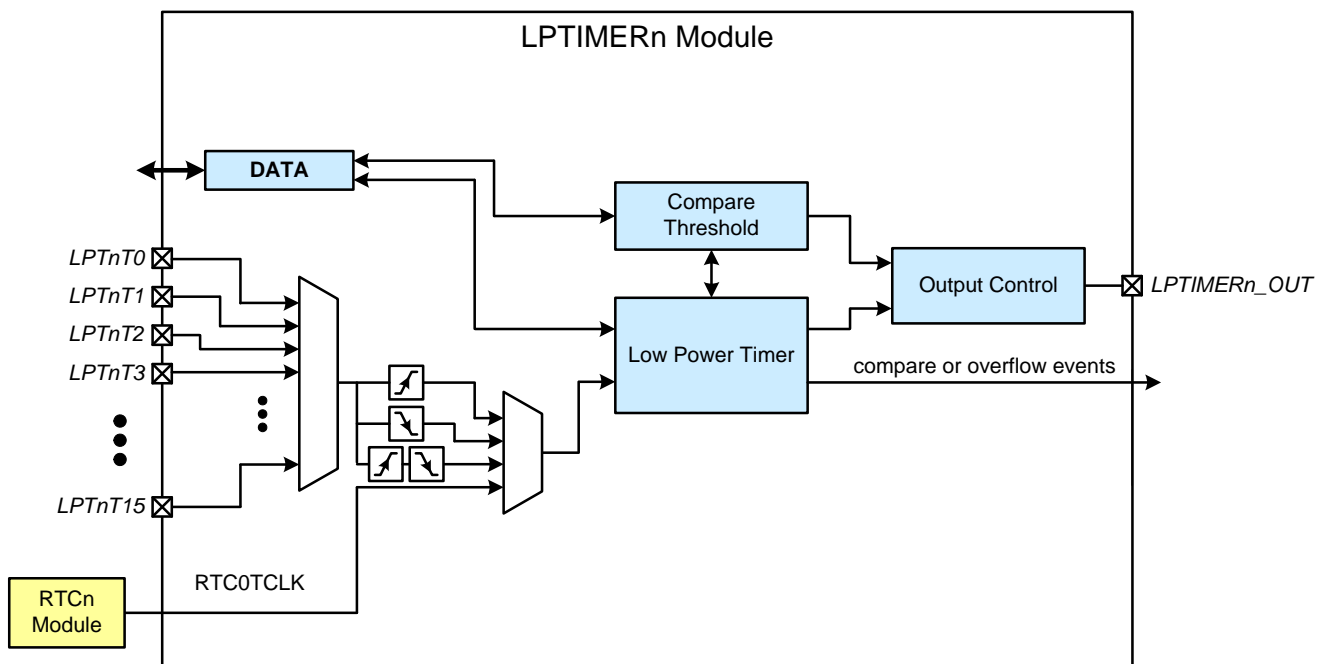 LPTIMERn Module
DATA
Compare
Threshold
LPTnT0
LPTnT1
LPTnT2
LPTnT3
LPTnT15
Output Control
LPTIMERn_OUT
Low Power Timer
compare or overflow events
RTC0TCLK
RTCn
Module